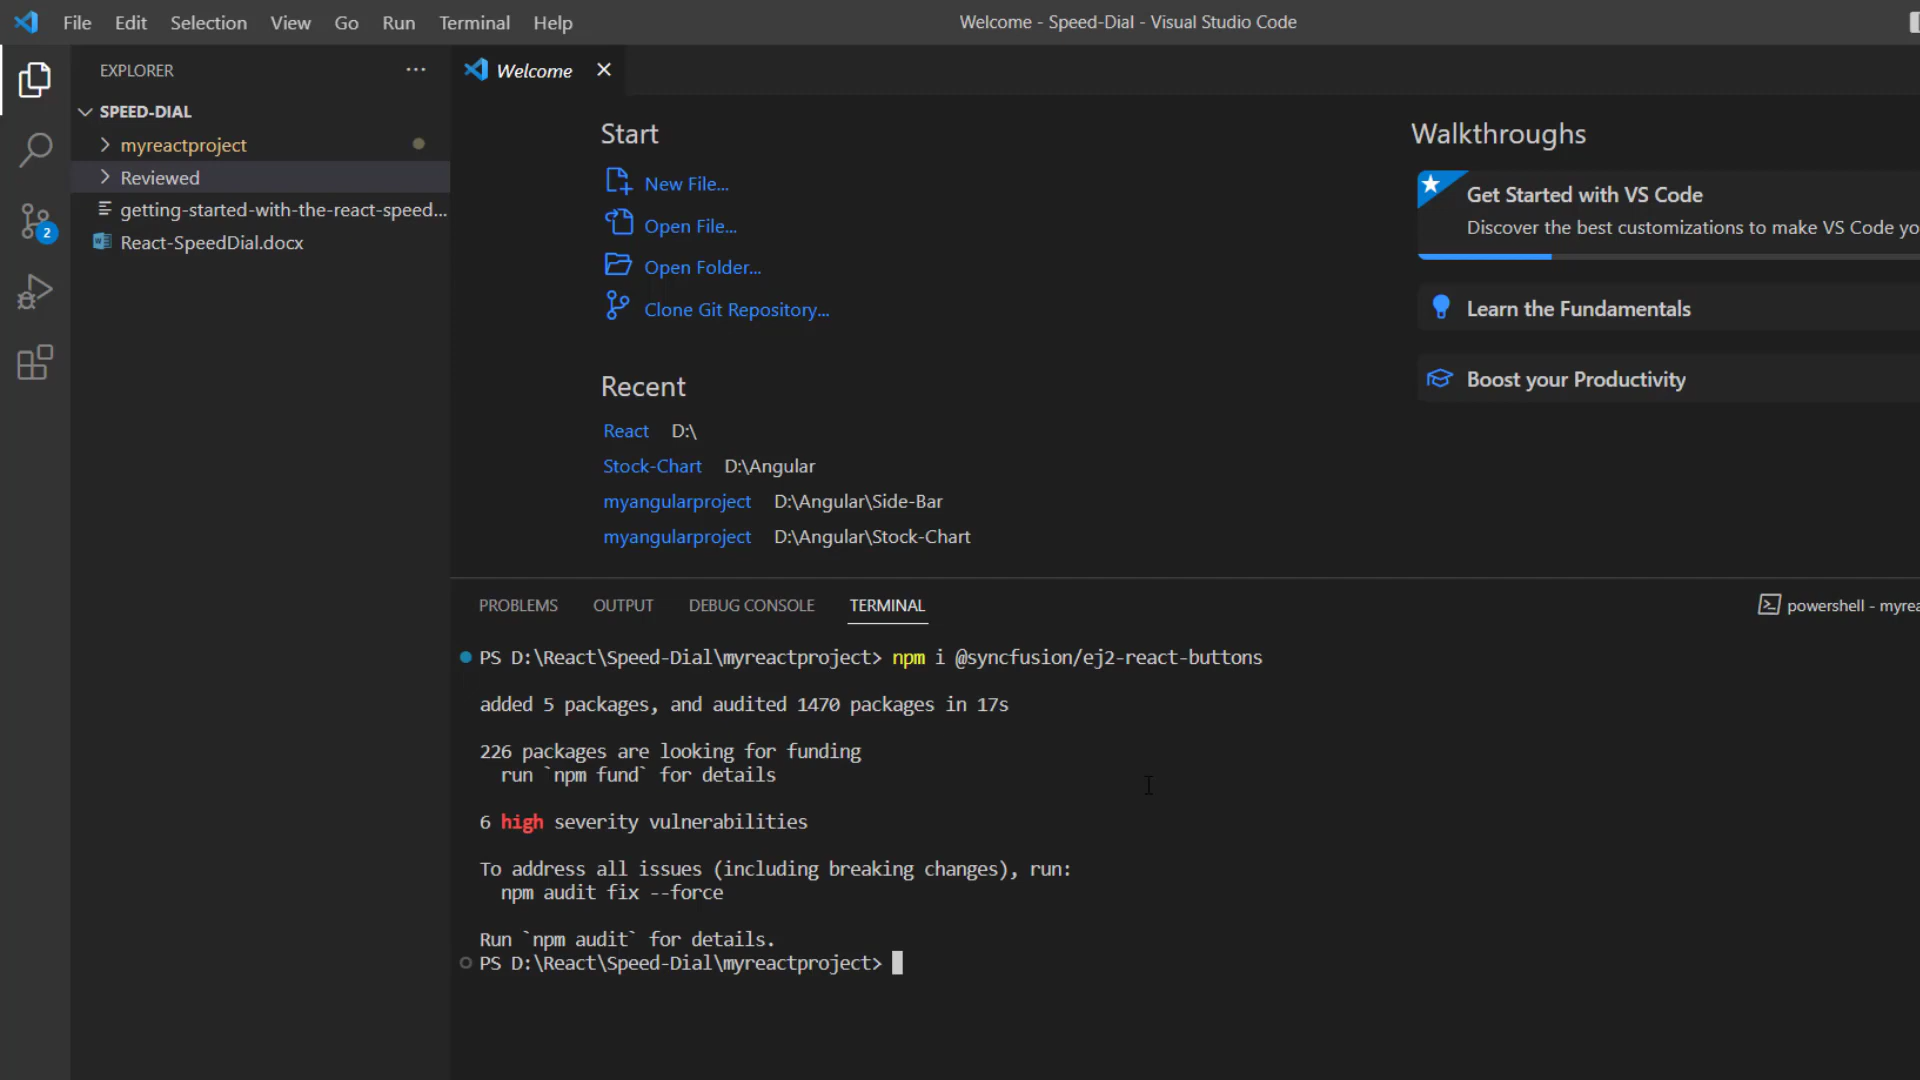 File Edit Selection View Go Run Terminal Help
Welcome - Speed-Dial - Visual Studio Code
EXPLORER ...
SPEED-DIAL
myreactproject
Reviewed
getting-started-with-the-react-speed...
React-SpeedDial.docx
2
Welcome
Start
New File...
Open File...
Open Folder...
Clone Git Repository...
Recent
React D:\
Stock-Chart D:\Angular
myangularproject D:\Angular\Side-Bar
myangularproject D:\Angular\Stock-Chart
Walkthroughs
Get Started with VS Code
Discover the best customizations to make VS Code yo
Learn the Fundamentals
Boost your Productivity
PROBLEMS OUTPUT DEBUG CONSOLE TERMINAL
powershell - myrea
PS D:\React\Speed-Dial\myreactproject> npm i @syncfusion/ej2-react-buttons
added 5 packages, and audited 1470 packages in 17s
226 packages are looking for funding
run `npm fund` for details
6 high severity vulnerabilities
To address all issues (including breaking changes), run:
npm audit fix --force
Run `npm audit` for details.
PS D:\React\Speed-Dial\myreactproject>